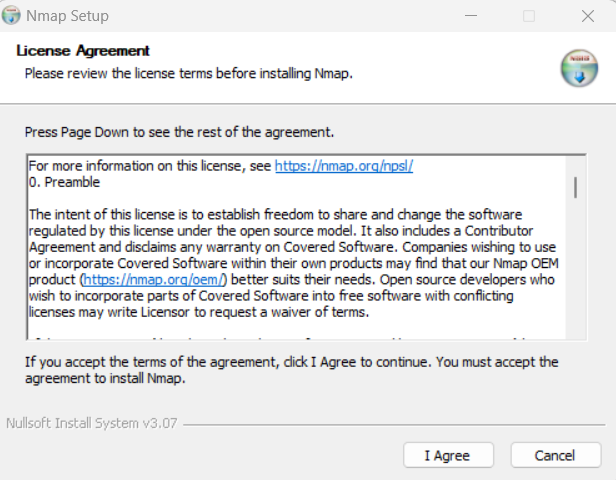 Nmap Setup
License Agreement
Please review the license terms before installing Nmap.
Press Page Down to see the rest of the agreement.
For more information on this license, see https://nmap.org/npsl/
0. Preamble
The intent of this license is to establish freedom to share and change the software
regulated by this license under the open source model. It also includes a Contributor
Agreement and disclaims any warranty on Covered Software. Companies wishing to use
or incorporate Covered Software within their own products may find that our Nmap OEM
product (https://nmap.org/oem/) better suits their needs. Open source developers who
wish to incorporate parts of Covered Software into free software with conflicting
licenses may write Licensor to request a waiver of terms.
If you accept the terms of the agreement, click I Agree to continue. You must accept the
agreement to install Nmap.
Nullsoft Install System v3.07
I Agree
Cancel